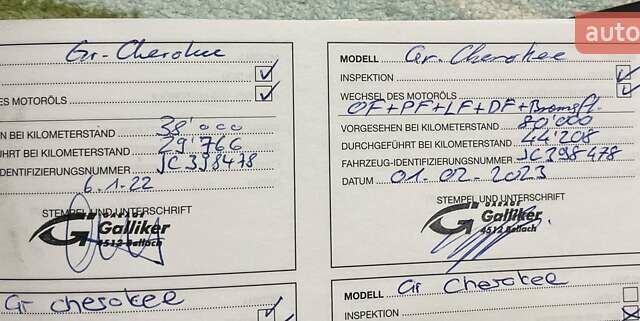 auto
Gr-Cherokee
ES MOTORÖLS
EN BEI KILOMETERSTAND 38'000
ÜHRT BEI KILOMETERSTAND 29'766
IDENTIFIZIERUNGSNUMMER JC398478
6.1.22
STEMPEL UND UNTERSCHRIFT
Galliker
4512 Bellach
Gr cherokee
MODELL Gr. Cherokee
INSPEKTION
WECHSEL DES MOTORÖLS
OF+PF+LF+DF+Bremsfl.
VORGESEHEN BEI KILOMETERSTAND 80'000
DURCHGEFÜHRT BEI KILOMETERSTAND 44'208
FAHRZEUG-IDENTIFIZIERUNGSNUMMER JC398478
DATUM 01.02.2023
STEMPEL UND UNTERSCHRIFT
GARAGE
Galliker
4512 Bellach
MODELL Gr Cherokee
INSPEKTION